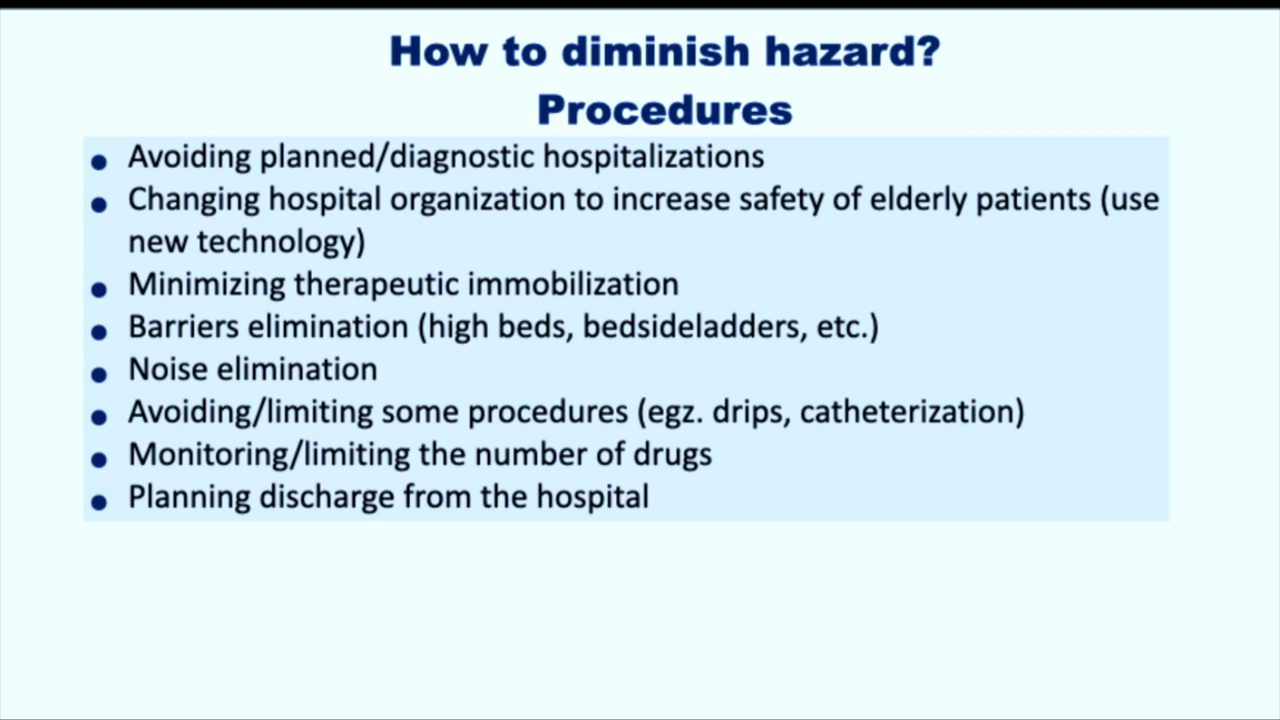 How to diminish hazard?
Procedures
● Avoiding planned/diagnostic hospitalizations
● Changing hospital organization to increase safety of elderly patients (use
new technology)
● Minimizing therapeutic immobilization
● Barriers elimination (high beds, bedsideladders, etc.)
● Noise elimination
● Avoiding/limiting some procedures (egz. drips, catheterization)
● Monitoring/limiting the number of drugs
● Planning discharge from the hospital